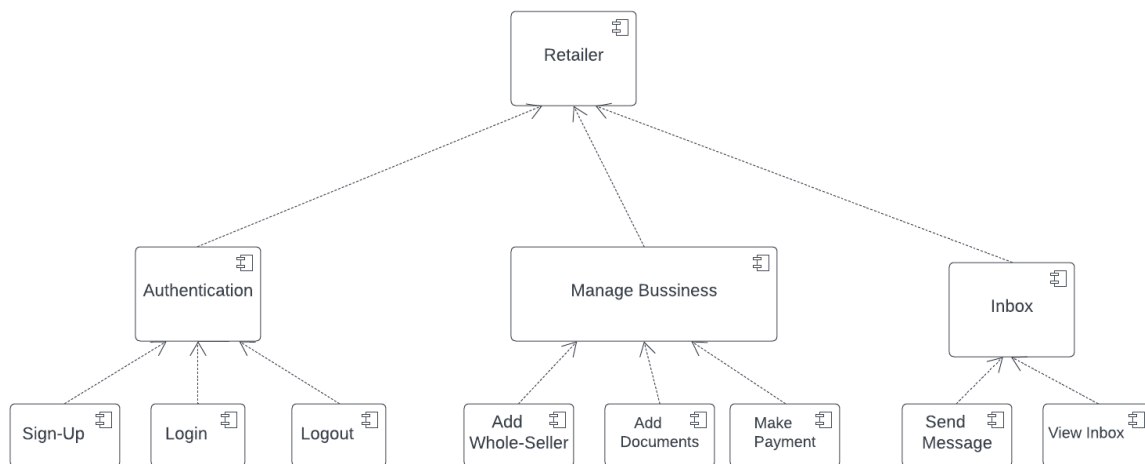 Retailer
Authentication
Manage Bussiness
Inbox
Sign-Up
Login
Logout
Add
Whole-Seller
Add
Documents
Make
Payment
Send
Message
View Inbox